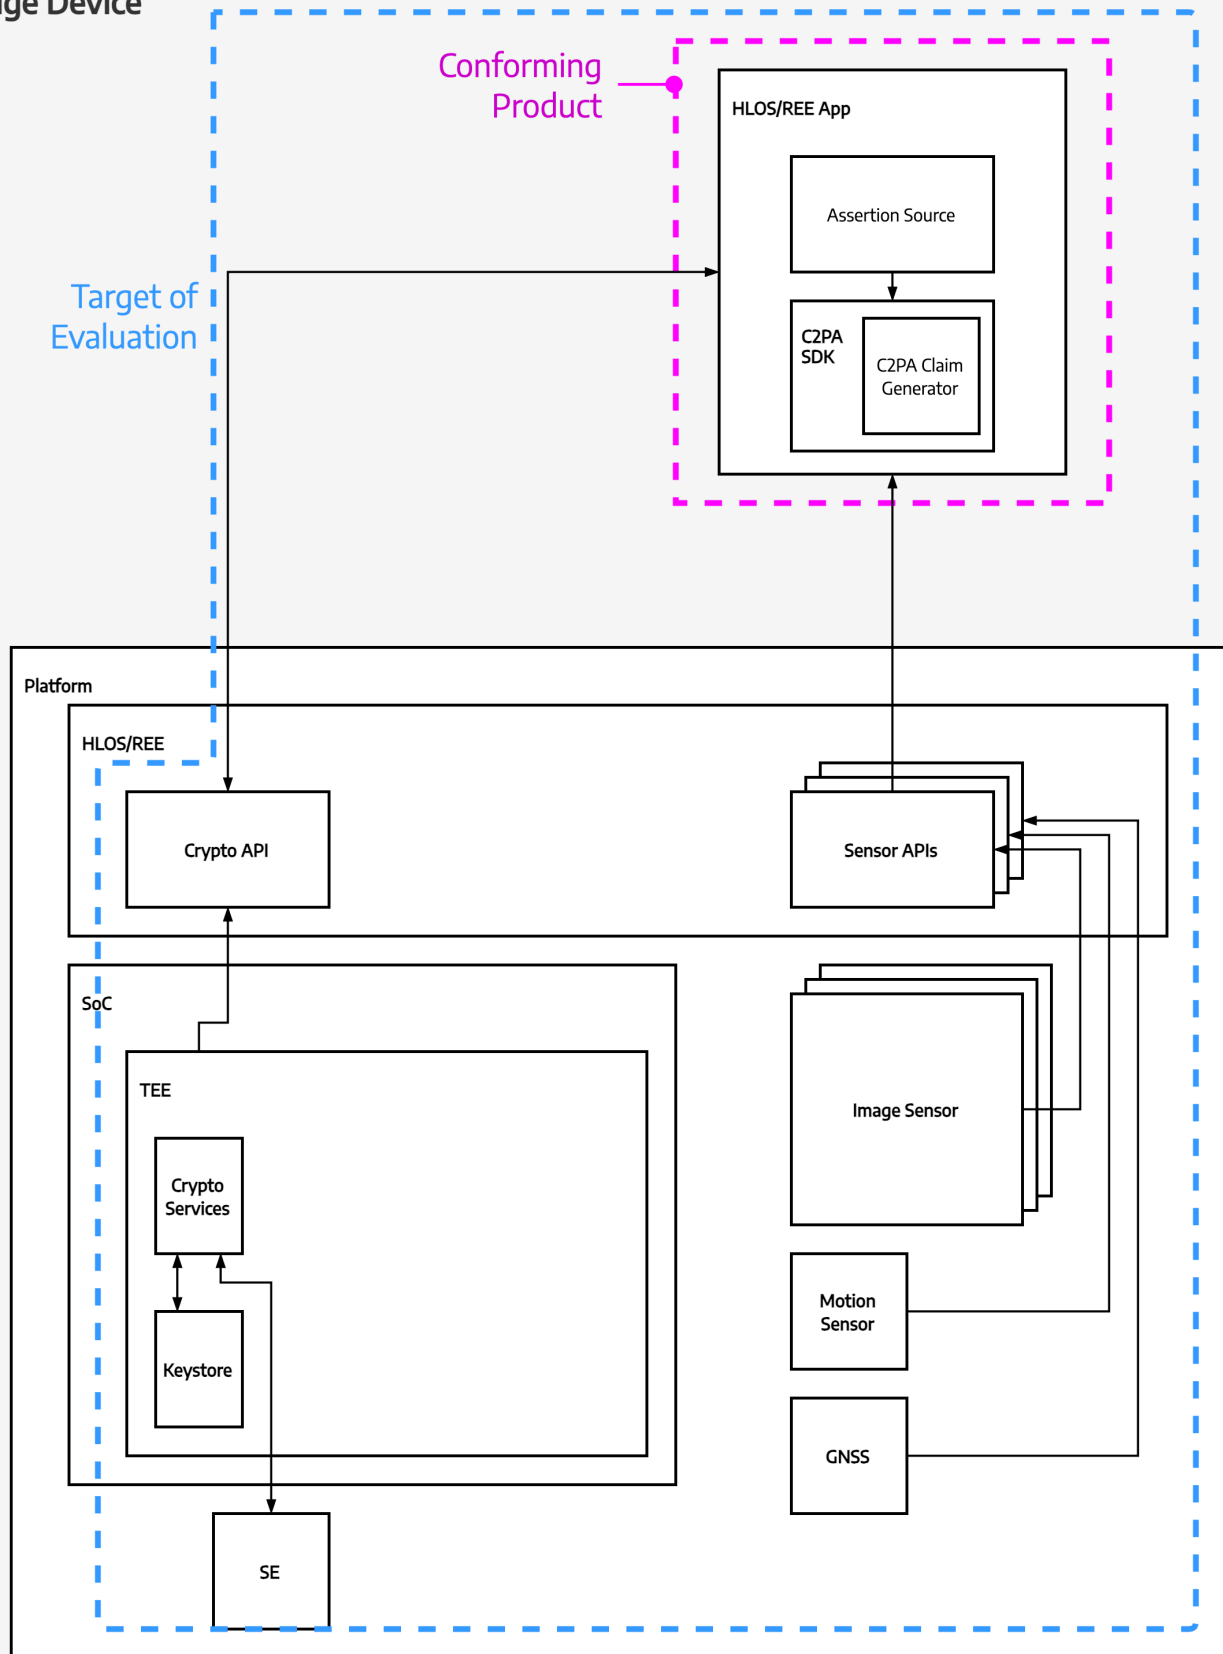 Device
Conforming
Product
HLOS/REE App
Assertion Source
Target of
Evaluation
C2PA
SDK
C2PA Claim
Generator
Platform
HLOS/REE
Crypto API
Sensor APIs
SoC
TEE
Image Sensor
Crypto
Services
Motion
Sensor
Keystore
GNSS
SE